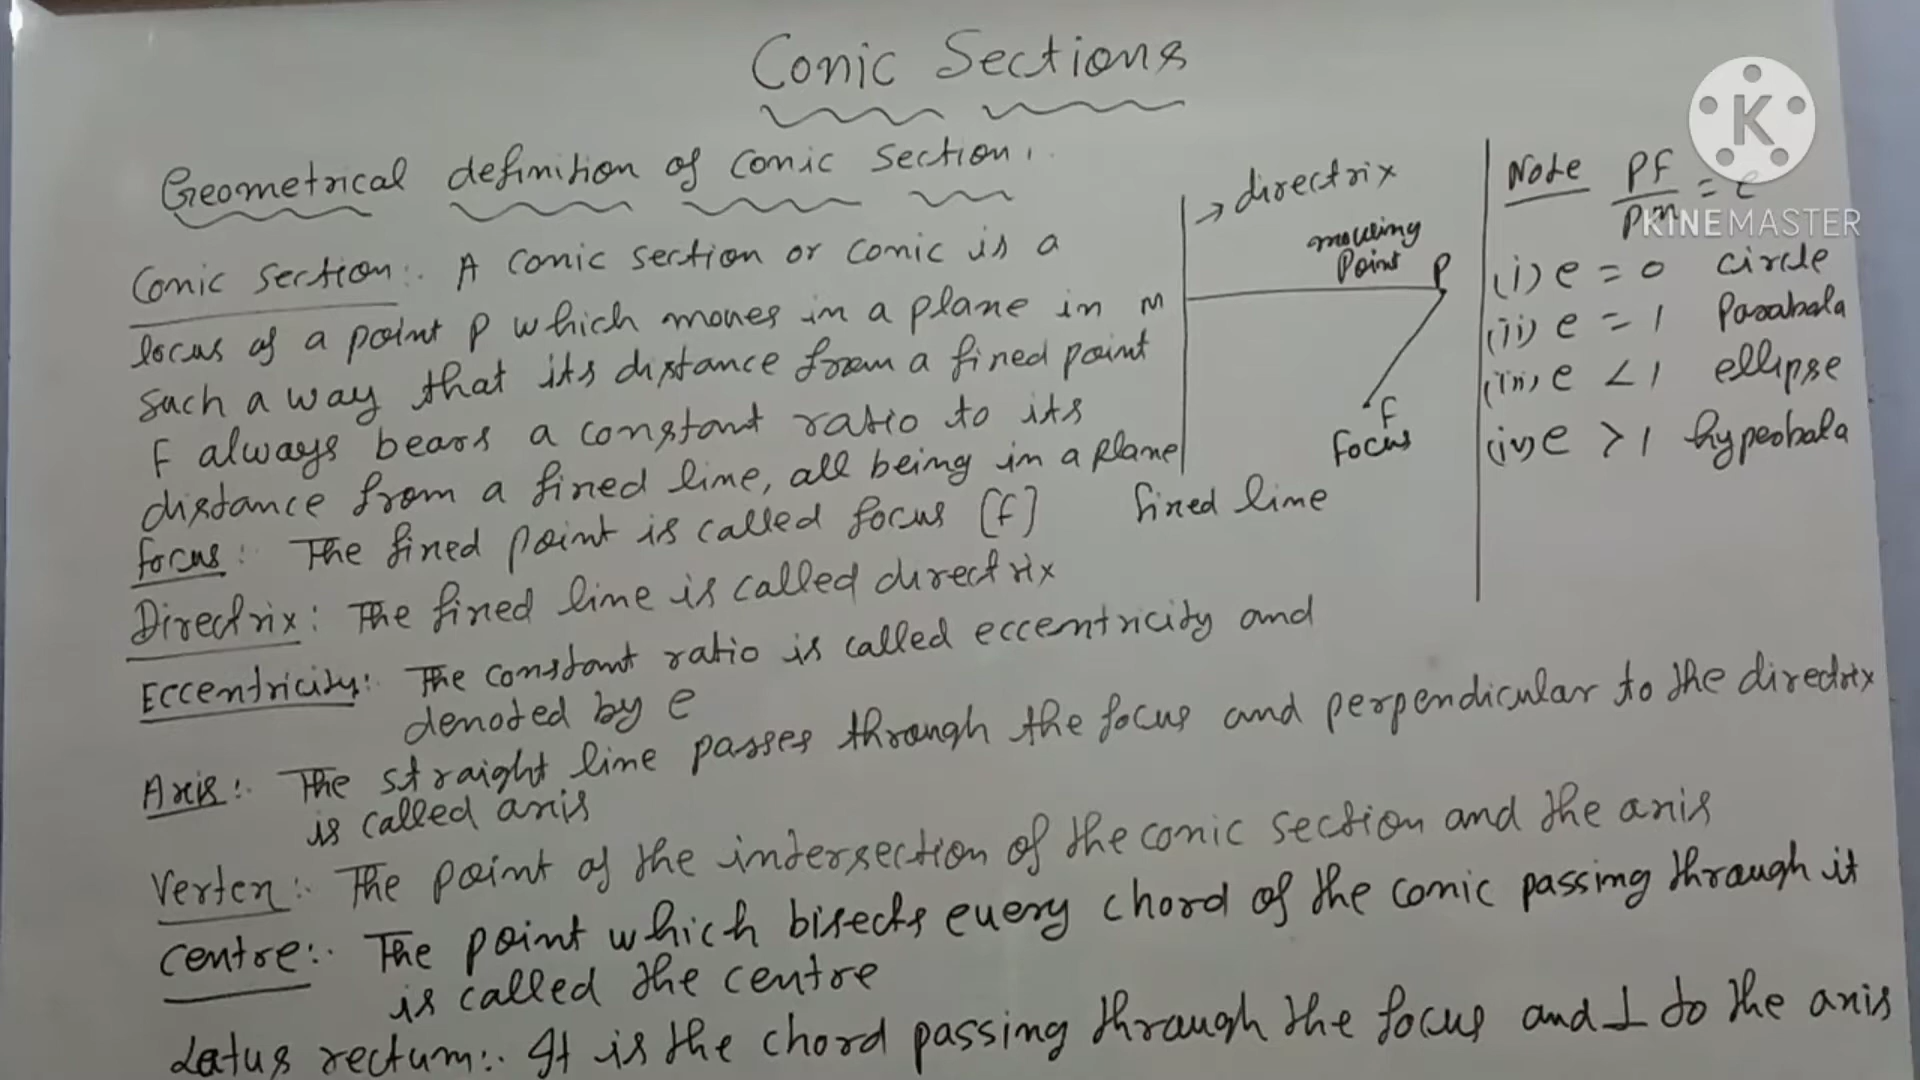 Conic Sections
Geometrical definition of conic section.
Conic section:. A conic section or conic is a
locus of a point P which moves in a plane in
such a way that its distance from a fixed point
F always bears a constant ratio to its
distance from a fixed line, all being in a plane
focus: The fixed point is called focus [f]
Directrix: The fixed line is called directrix
Eccentricity: The constant ratio is called eccentricity and
denoted by e
Axis:. The straight line passes through the focus and perpendicular to the directrix
is called axis
Vertex:. The point of the intersection of the conic section and the axis
centre:. The point which bisects every chord of the conic passing through it
is called the centre
Latus rectum:. It is the chord passing through the focus and ⊥ to the axis
→ directrix
moving
Point P
M
F
Focus
fixed line
Note PF
PM = e
(i) e = 0 circle
(ii) e = 1 Parabala
(iii) e < 1 ellipse
(iv) e > 1 hyperbala
K
KINEMASTER